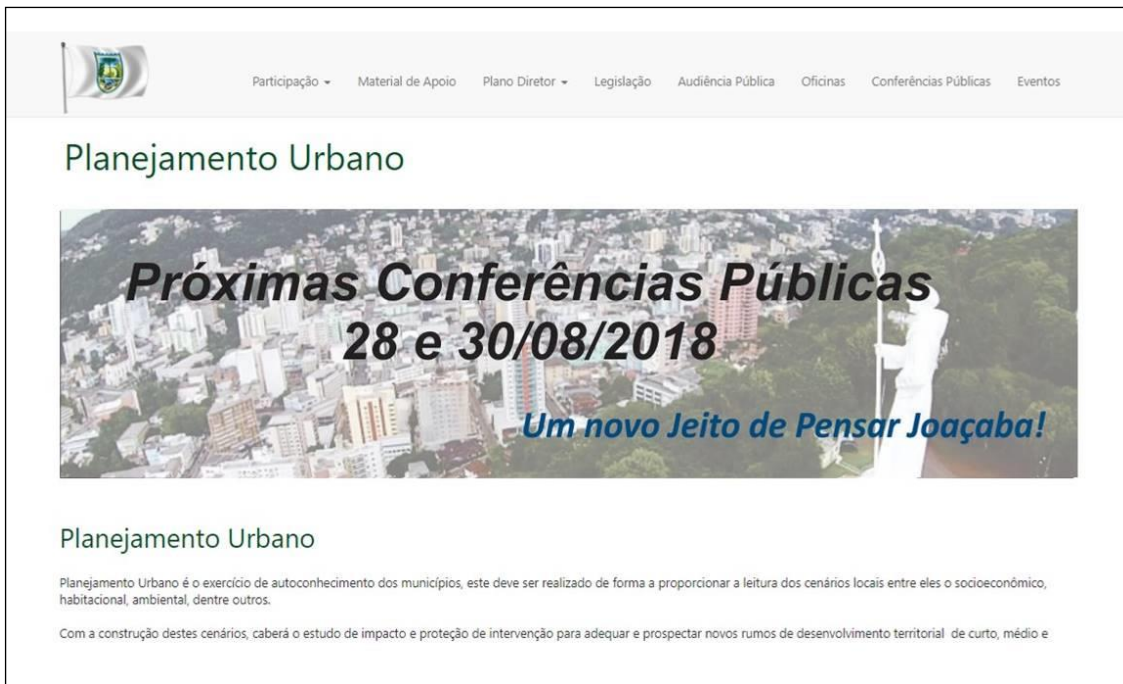 Participação Material de Apoio Plano Diretor Legislação Audiência Pública Oficinas Conferências Públicas Eventos
Planejamento Urbano
Próximas Conferências Públicas
28 e 30/08/2018
Um novo Jeito de Pensar Joaçaba!
Planejamento Urbano
Planejamento Urbano é o exercício de autoconhecimento dos municípios, este deve ser realizado de forma a proporcionar a leitura dos cenários locais entre eles o socioeconômico,
habitacional, ambiental, dentre outros.
Com a construção destes cenários, caberá o estudo de impacto e proteção de intervenção para adequar e prospectar novos rumos de desenvolvimento territorial de curto, médio e